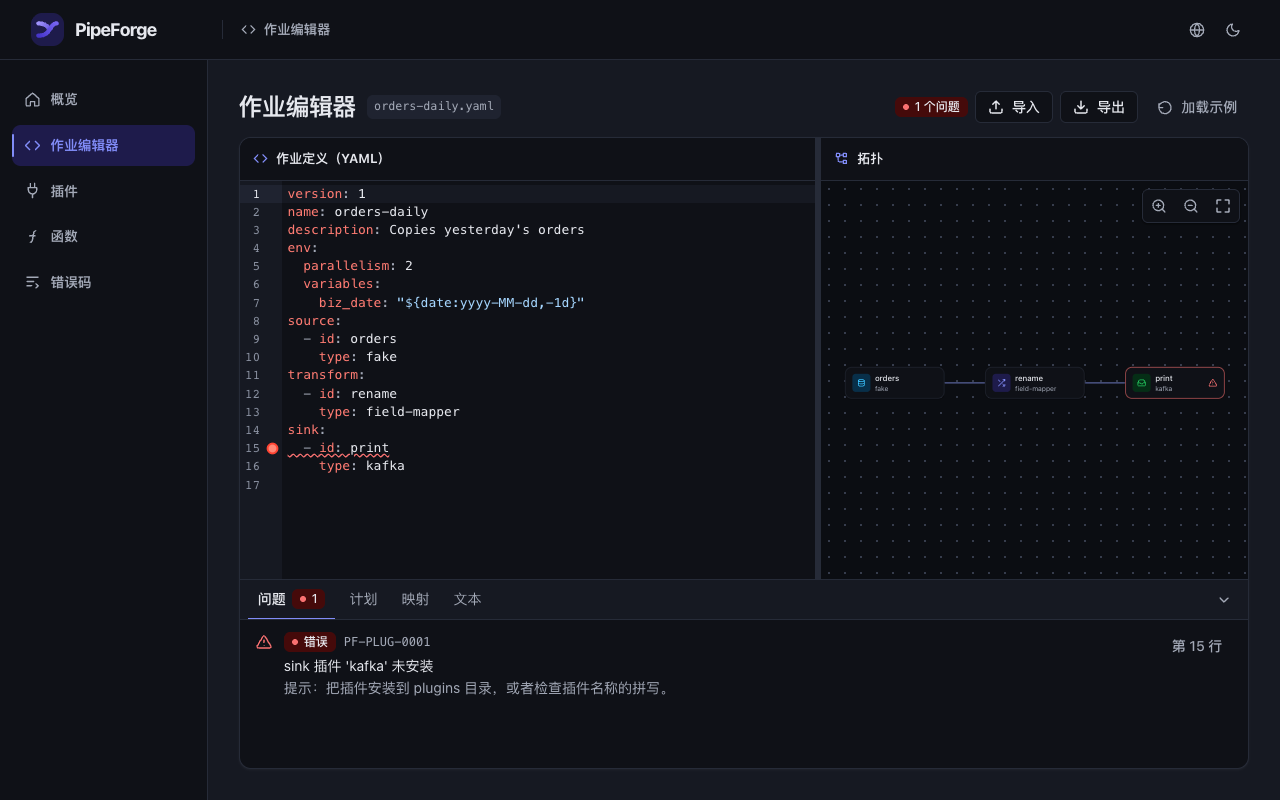 PipeForge
作业编辑器
概览
作业编辑器
插件
函数
错误码
作业编辑器
orders-daily.yaml
1 个问题
导入
导出
加载示例
作业定义（YAML）
1 version: 1
2 name: orders-daily
3 description: Copies yesterday's orders
4 env:
5   parallelism: 2
6   variables:
7     biz_date: "${date:yyyy-MM-dd,-1d}"
8 source:
9   - id: orders
10     type: fake
11 transform:
12   - id: rename
13     type: field-mapper
14 sink:
15   - id: print
16     type: kafka
17
拓扑
orders
fake
rename
field-mapper
print
kafka
问题 1
计划
映射
文本
错误 PF-PLUG-0001
第 15 行
sink 插件 'kafka' 未安装
提示：把插件安装到 plugins 目录，或者检查插件名称的拼写。